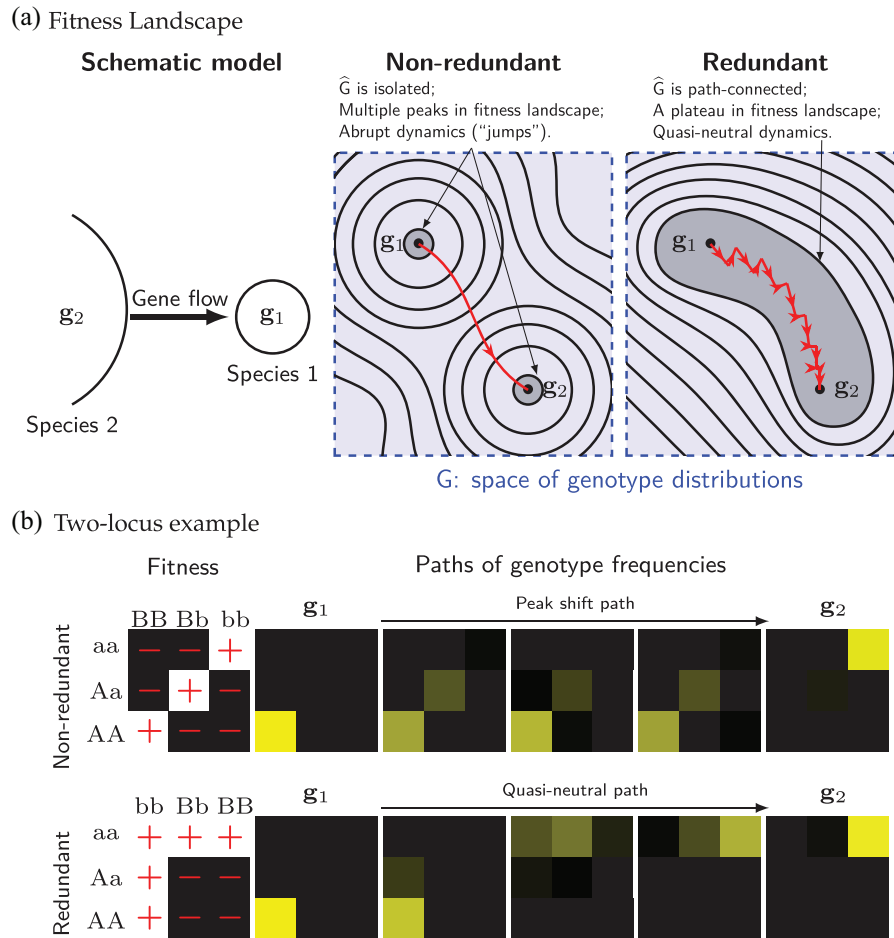 (a) Fitness Landscape
Schematic model
Non-redundant
Ĝ is isolated;
Multiple peaks in fitness landscape;
Abrupt dynamics (“jumps”).
Redundant
Ĝ is path-connected;
A plateau in fitness landscape;
Quasi-neutral dynamics.
g₂
Gene flow
g₁
Species 1
Species 2
g₁
g₂
g₁
g₂
G: space of genotype distributions
(b) Two-locus example
Fitness
Paths of genotype frequencies
Non-redundant
BB Bb bb
g₁
Peak shift path
g₂
aa − − +
Aa − + −
AA + − −
Redundant
bb Bb BB
g₁
Quasi-neutral path
g₂
aa + + +
Aa + − −
AA + − −